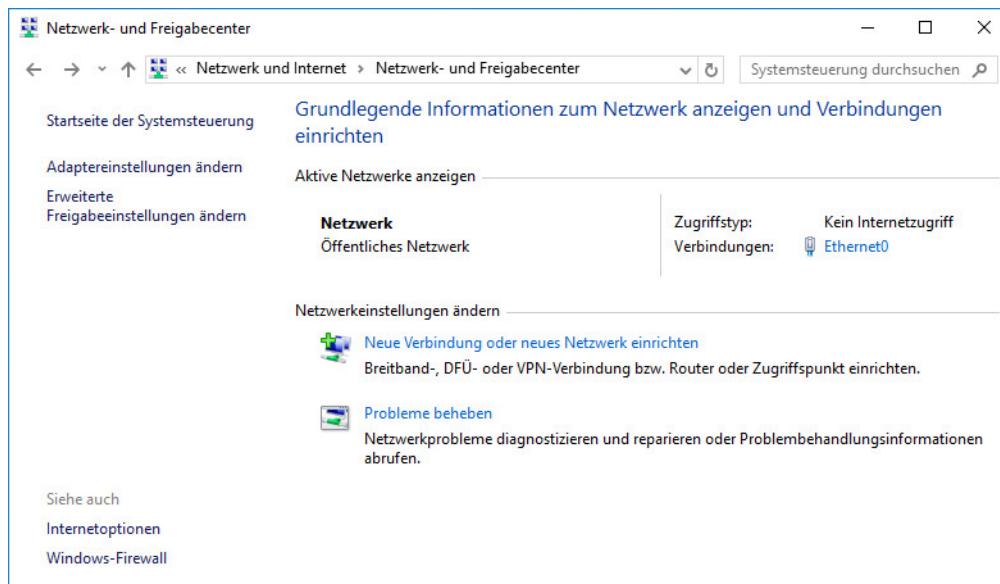 Netzwerk- und Freigabecenter
« Netzwerk und Internet > Netzwerk- und Freigabecenter
Systemsteuerung durchsuchen
Startseite der Systemsteuerung
Adaptereinstellungen ändern
Erweiterte
Freigabeeinstellungen ändern
Grundlegende Informationen zum Netzwerk anzeigen und Verbindungen
einrichten
Aktive Netzwerke anzeigen
Netzwerk
Öffentliches Netzwerk
Zugriffstyp: Kein Internetzugriff
Verbindungen: Ethernet0
Netzwerkeinstellungen ändern
Neue Verbindung oder neues Netzwerk einrichten
Breitband-, DFÜ- oder VPN-Verbindung bzw. Router oder Zugriffspunkt einrichten.
Probleme beheben
Netzwerkprobleme diagnostizieren und reparieren oder Problembehandlungsinformationen
abrufen.
Siehe auch
Internetoptionen
Windows-Firewall